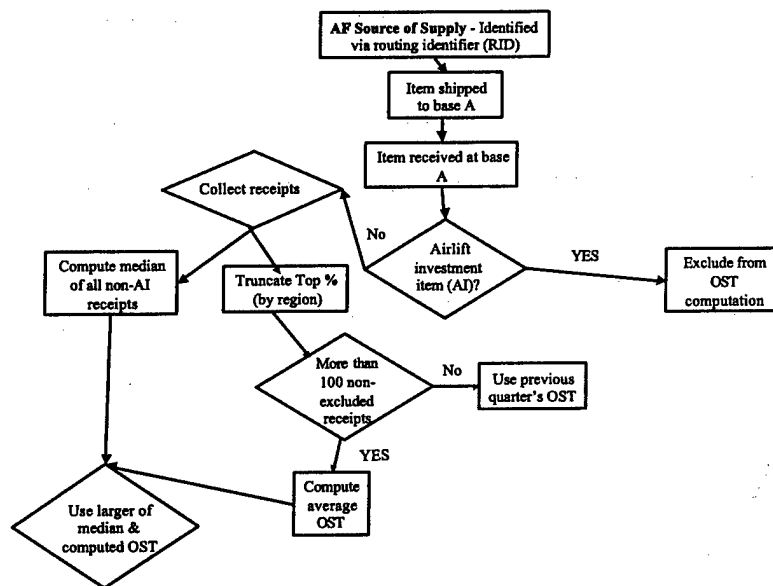 AF Source of Supply - Identified
via routing identifier (RID)
Item shipped
to base A
Item received at base
A
Collect receipts
No
Airlift
investment
item (AI)?
YES
Exclude from
OST
computation
Compute median
of all non-AI
receipts
Truncate Top %
(by region)
More than
100 non-
excluded
receipts
No
Use previous
quarter's OST
YES
Compute
average
OST
Use larger of
median &
computed OST